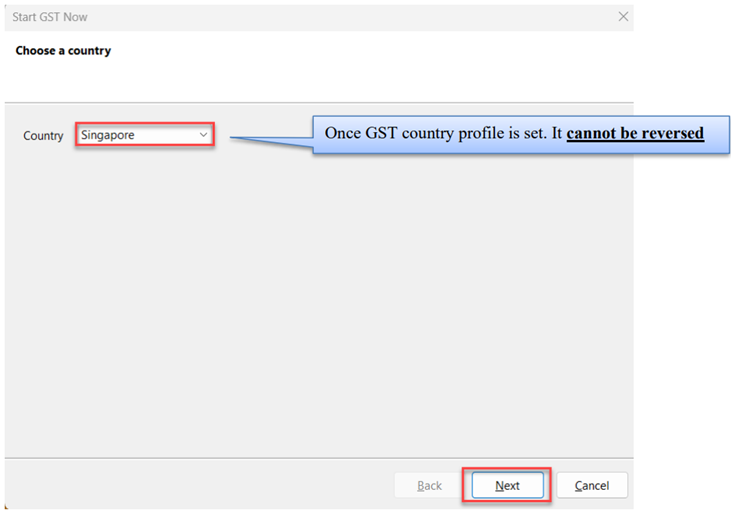 Start GST Now
Choose a country
Country Singapore
Once GST country profile is set. It cannot be reversed
Back Next Cancel